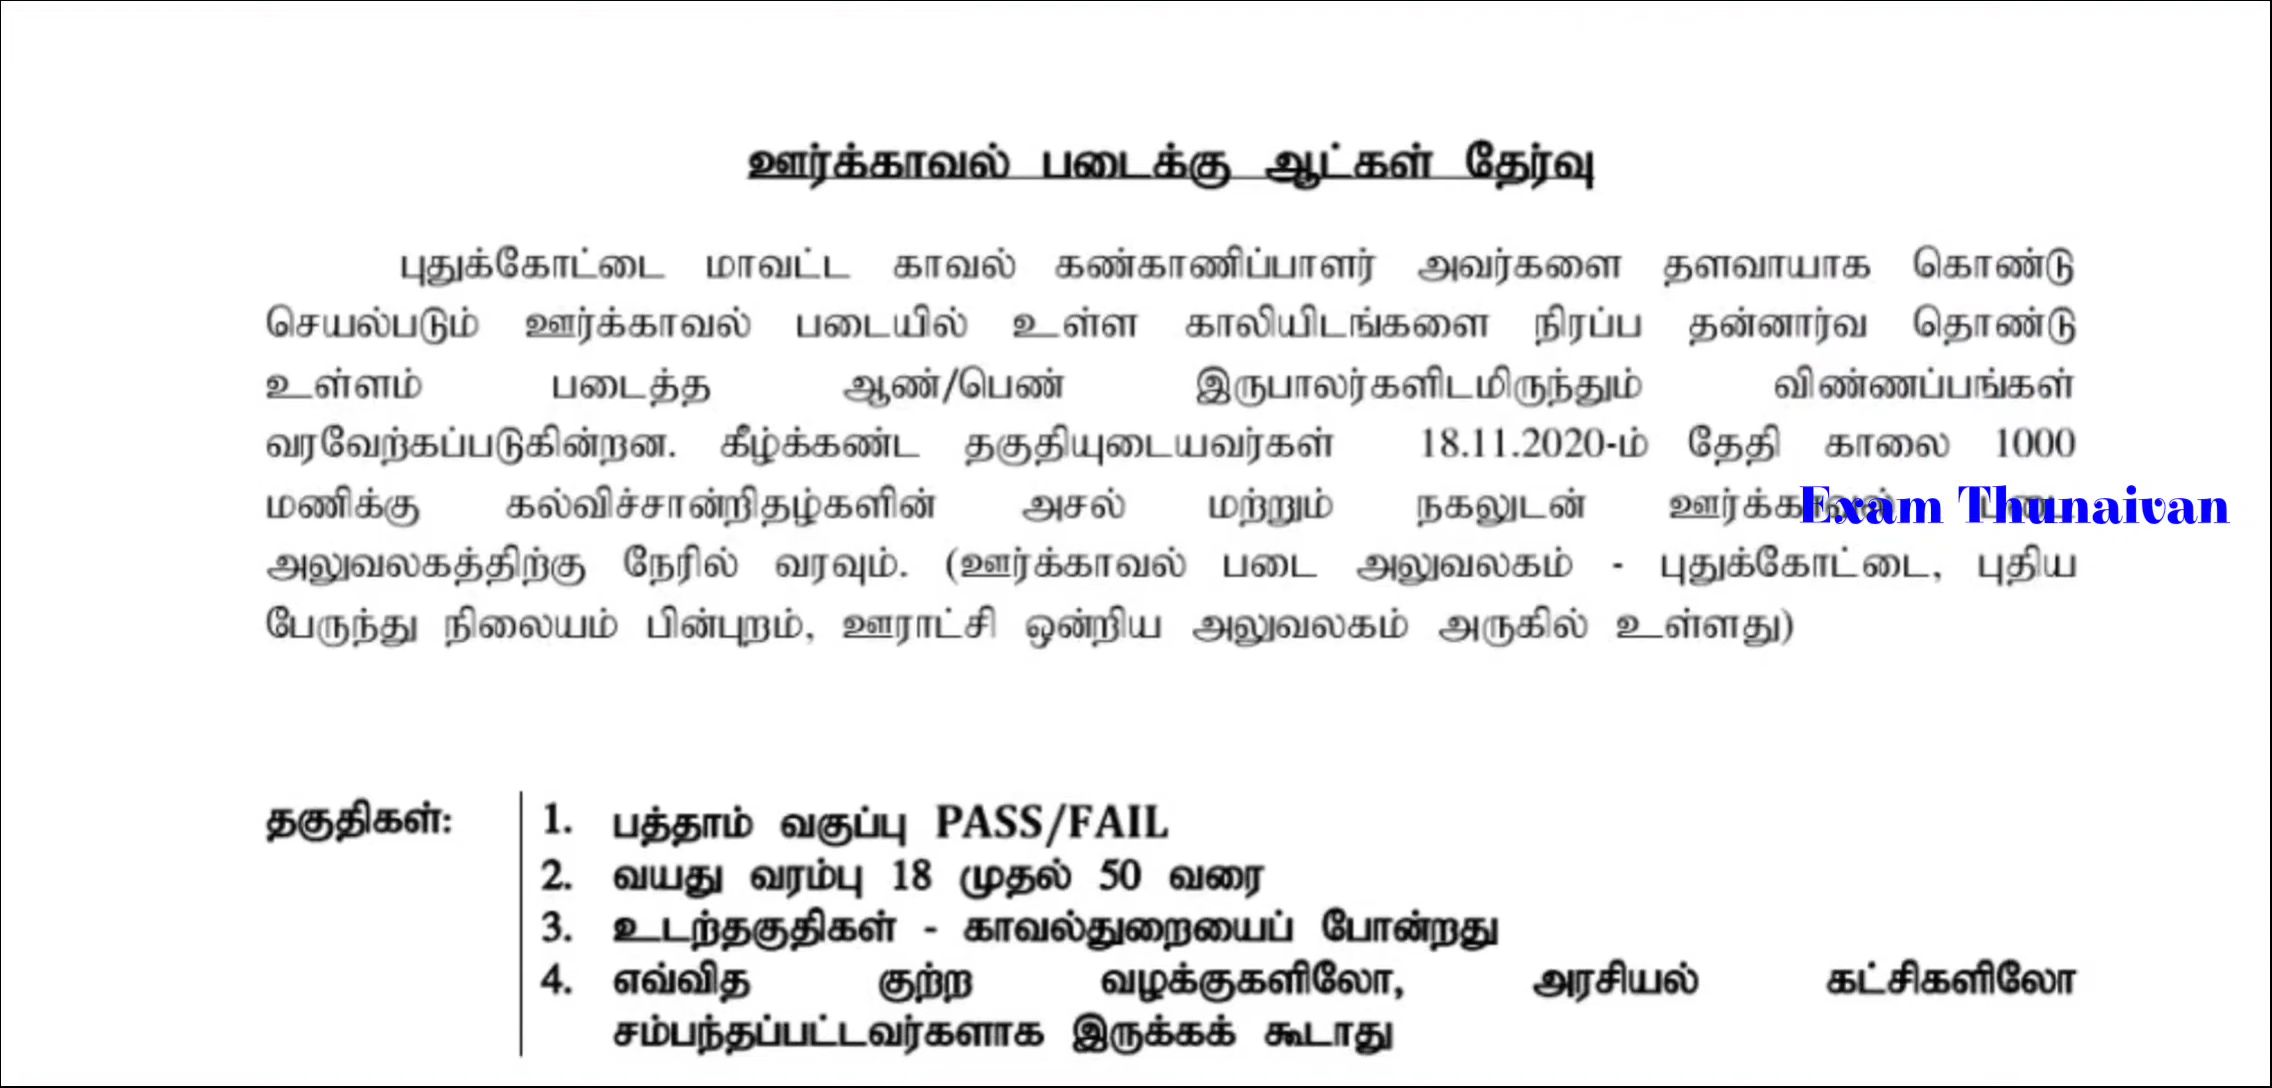 ஊர்க்காவல் படைக்கு ஆட்கள் தேர்வு
புதுக்கோட்டை மாவட்ட காவல் கண்காணிப்பாளர் அவர்களை தளவாயாக கொண்டு
செயல்படும் ஊர்க்காவல் படையில் உள்ள காலியிடங்களை நிரப்ப தன்னார்வ தொண்டு
உள்ளம் படைத்த ஆண்/பெண் இருபாலர்களிடமிருந்தும் விண்ணப்பங்கள்
வரவேற்கப்படுகின்றன. கீழ்க்கண்ட தகுதியுடையவர்கள் 18.11.2020-ம் தேதி காலை 1000
மணிக்கு கல்விச்சான்றிதழ்களின் அசல் மற்றும் நகலுடன் ஊர்க்காவல் படை
Exam Thunaivan
அலுவலகத்திற்கு நேரில் வரவும். (ஊர்க்காவல் படை அலுவலகம் - புதுக்கோட்டை, புதிய
பேருந்து நிலையம் பின்புறம், ஊராட்சி ஒன்றிய அலுவலகம் அருகில் உள்ளது)
தகுதிகள்: 1. பத்தாம் வகுப்பு PASS/FAIL
2. வயது வரம்பு 18 முதல் 50 வரை
3. உடற்தகுதிகள் - காவல்துறையைப் போன்றது
4. எவ்வித குற்ற வழக்குகளிலோ, அரசியல் கட்சிகளிலோ
சம்பந்தப்பட்டவர்களாக இருக்கக் கூடாது